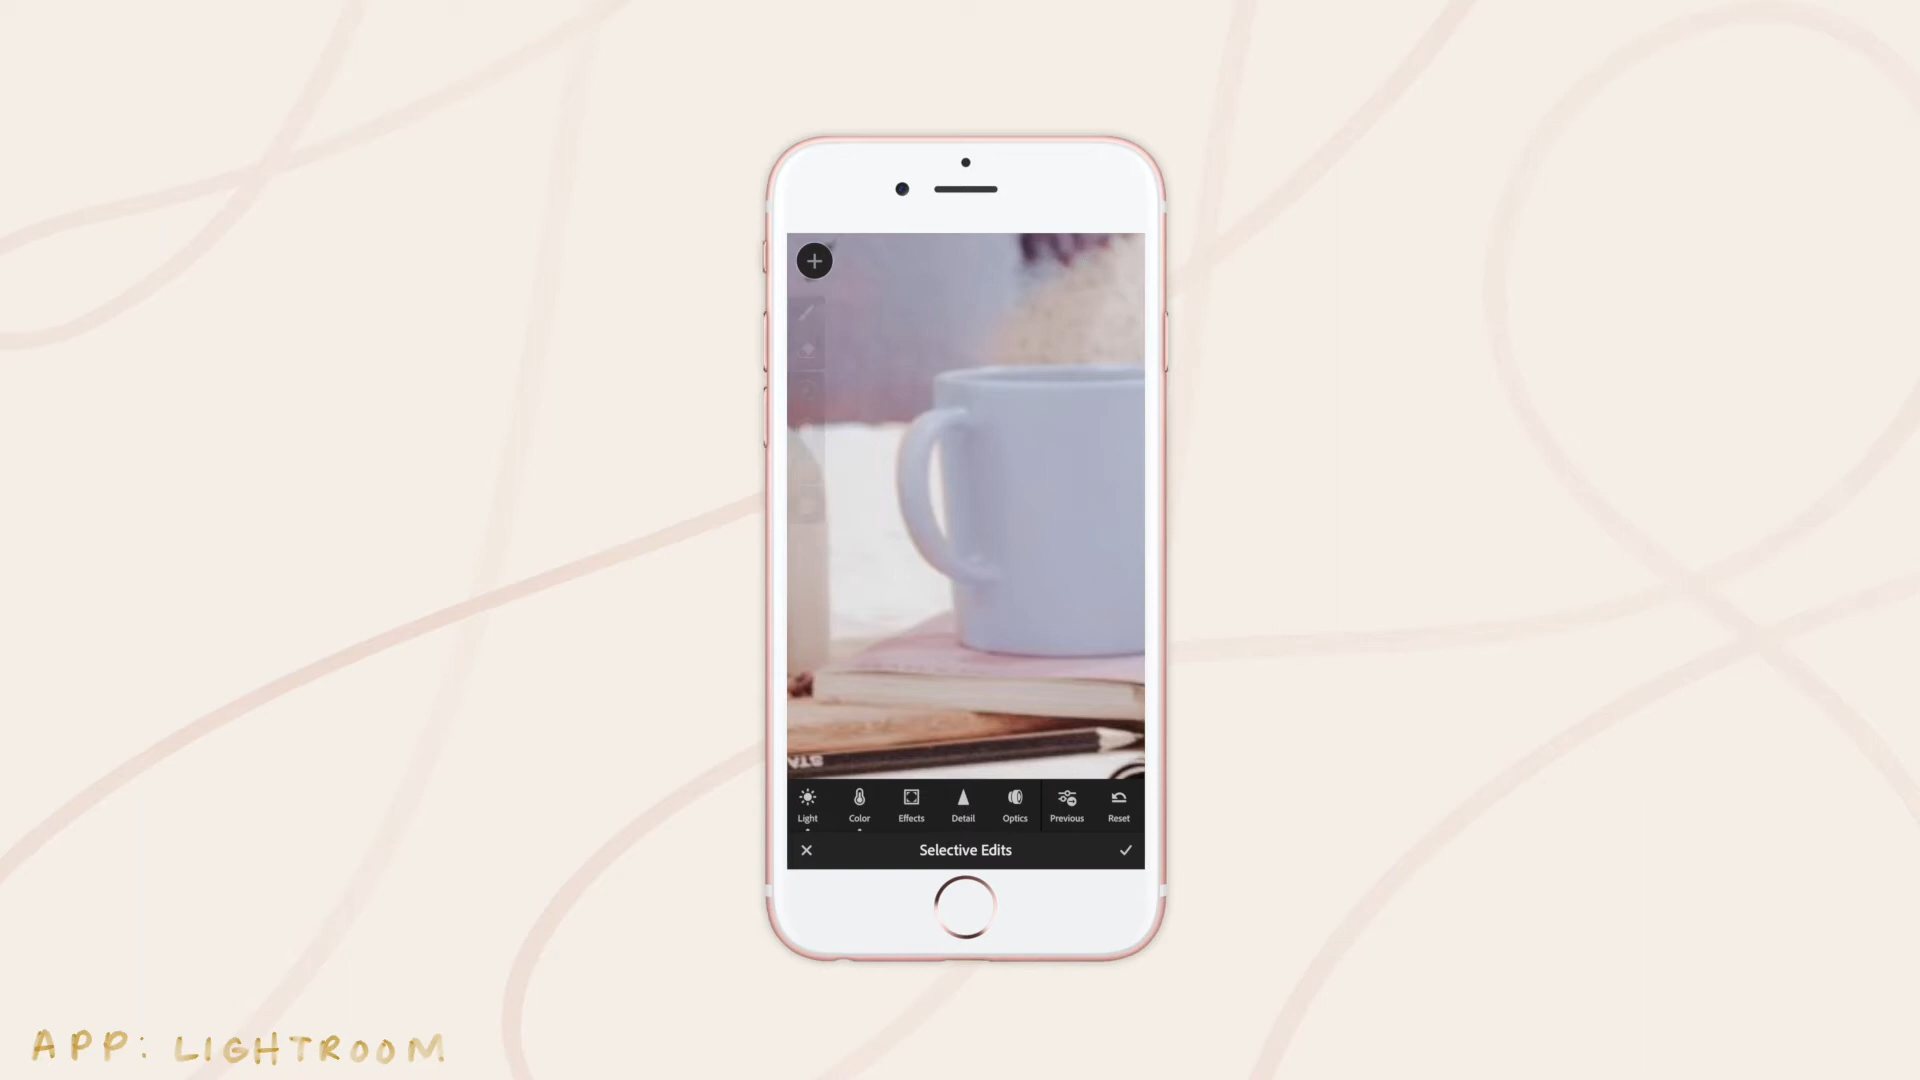 Light Color Effects Detail Optics Previous Reset
Selective Edits
APP: LIGHTROOM